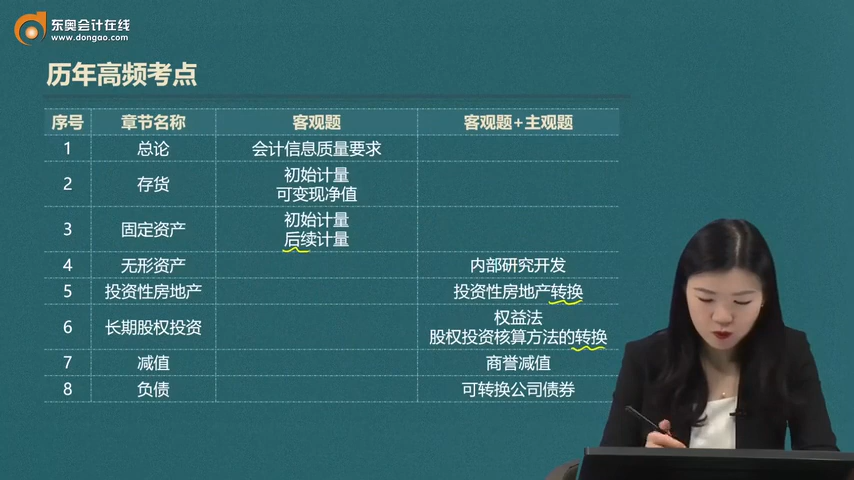 东奥会计在线
www.dongao.com
历年高频考点
序号 章节名称 客观题 客观题+主观题
1 总论 会计信息质量要求
2 存货 初始计量
可变现净值
3 固定资产 初始计量
后续计量
4 无形资产 内部研究开发
5 投资性房地产 投资性房地产转换
6 长期股权投资 权益法
股权投资核算方法的转换
7 减值 商誉减值
8 负债 可转换公司债券